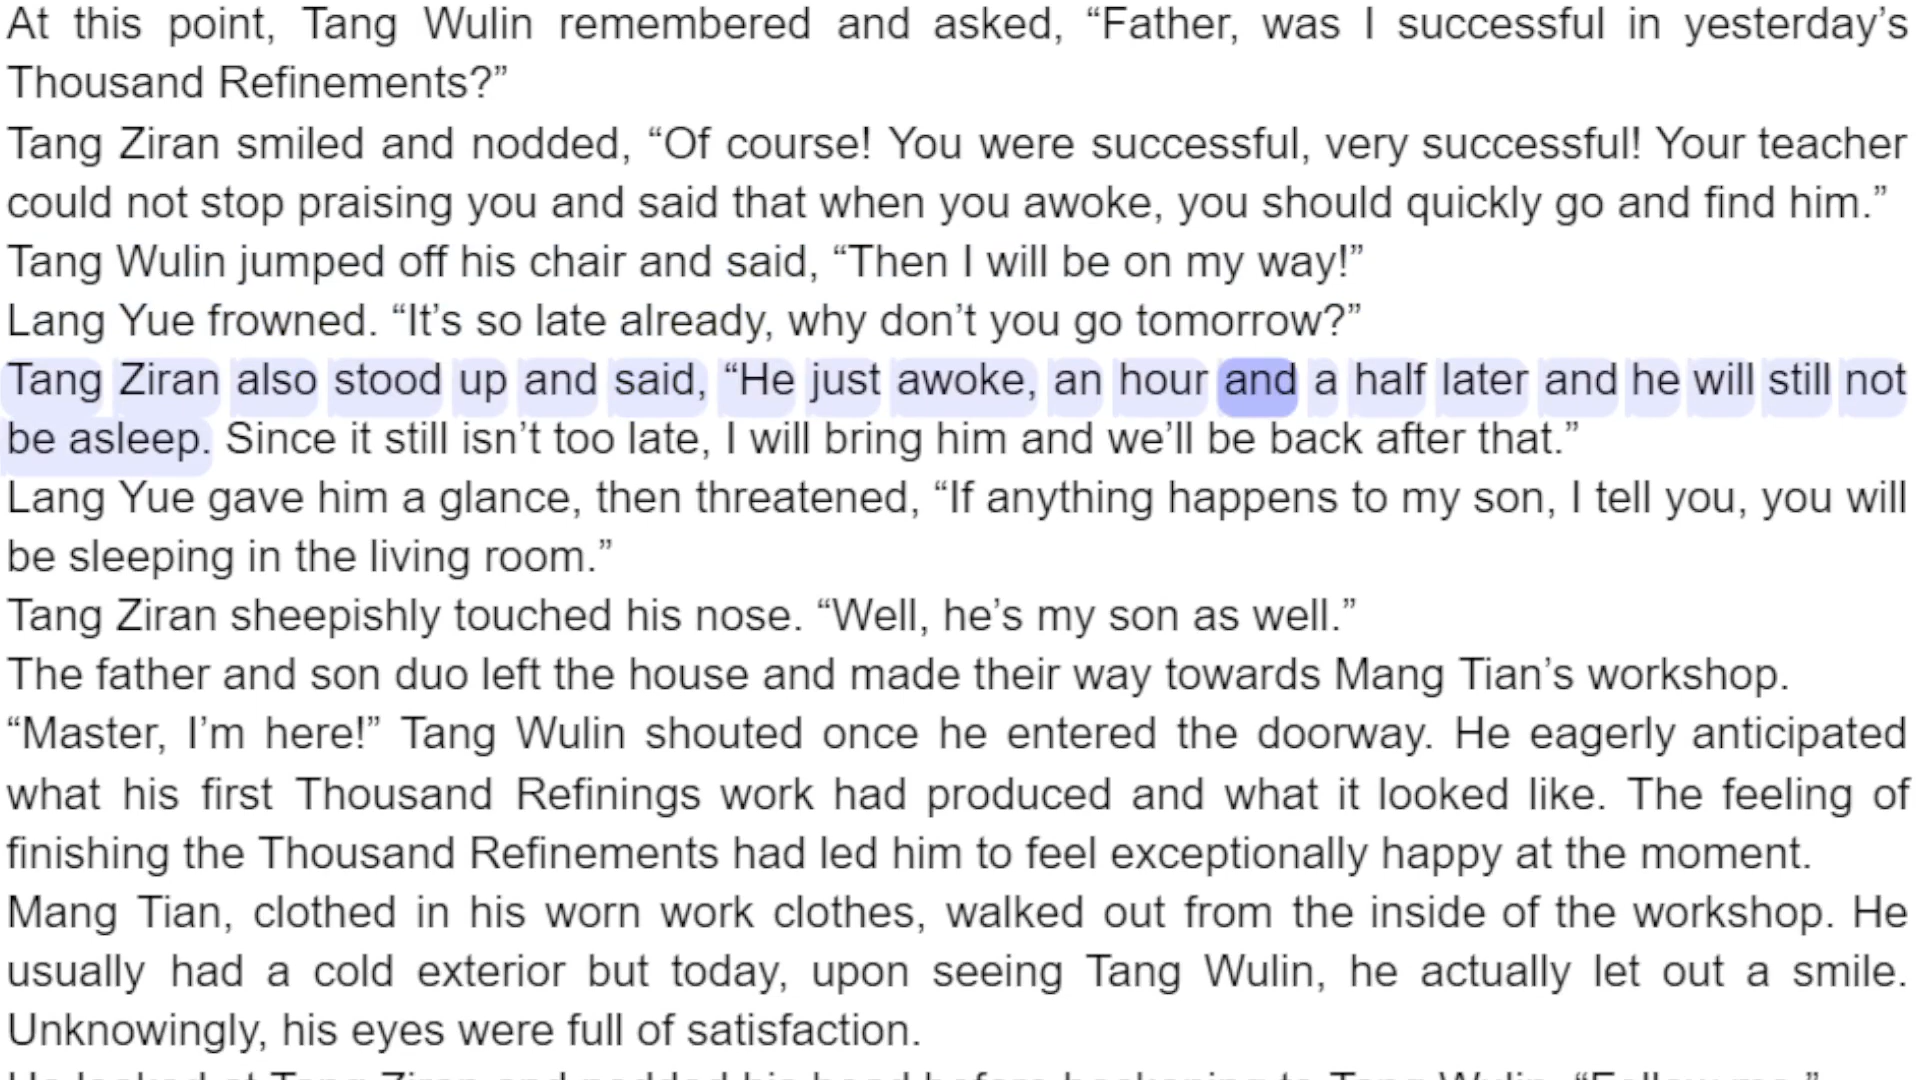 At this point, Tang Wulin remembered and asked, “Father, was I successful in yesterday’s
Thousand Refinements?”
Tang Ziran smiled and nodded, “Of course! You were successful, very successful! Your teacher
could not stop praising you and said that when you awoke, you should quickly go and find him.”
Tang Wulin jumped off his chair and said, “Then I will be on my way!”
Lang Yue frowned. “It’s so late already, why don’t you go tomorrow?”
Tang Ziran also stood up and said, “He just awoke, an hour and a half later and he will still not
be asleep. Since it still isn’t too late, I will bring him and we’ll be back after that.”
Lang Yue gave him a glance, then threatened, “If anything happens to my son, I tell you, you will
be sleeping in the living room.”
Tang Ziran sheepishly touched his nose. “Well, he’s my son as well.”
The father and son duo left the house and made their way towards Mang Tian’s workshop.
“Master, I’m here!” Tang Wulin shouted once he entered the doorway. He eagerly anticipated
what his first Thousand Refinings work had produced and what it looked like. The feeling of
finishing the Thousand Refinements had led him to feel exceptionally happy at the moment.
Mang Tian, clothed in his worn work clothes, walked out from the inside of the workshop. He
usually had a cold exterior but today, upon seeing Tang Wulin, he actually let out a smile.
Unknowingly, his eyes were full of satisfaction.